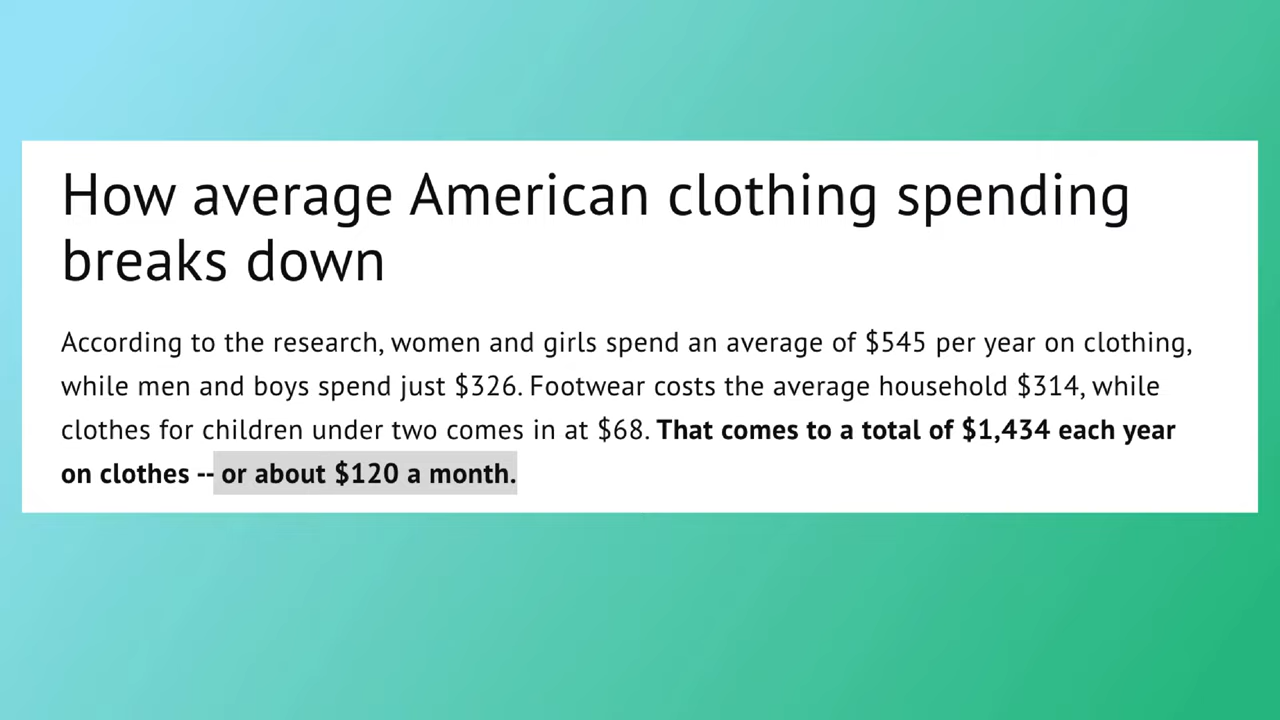 How average American clothing spending
breaks down
According to the research, women and girls spend an average of $545 per year on clothing,
while men and boys spend just $326. Footwear costs the average household $314, while
clothes for children under two comes in at $68. That comes to a total of $1,434 each year
on clothes -- or about $120 a month.